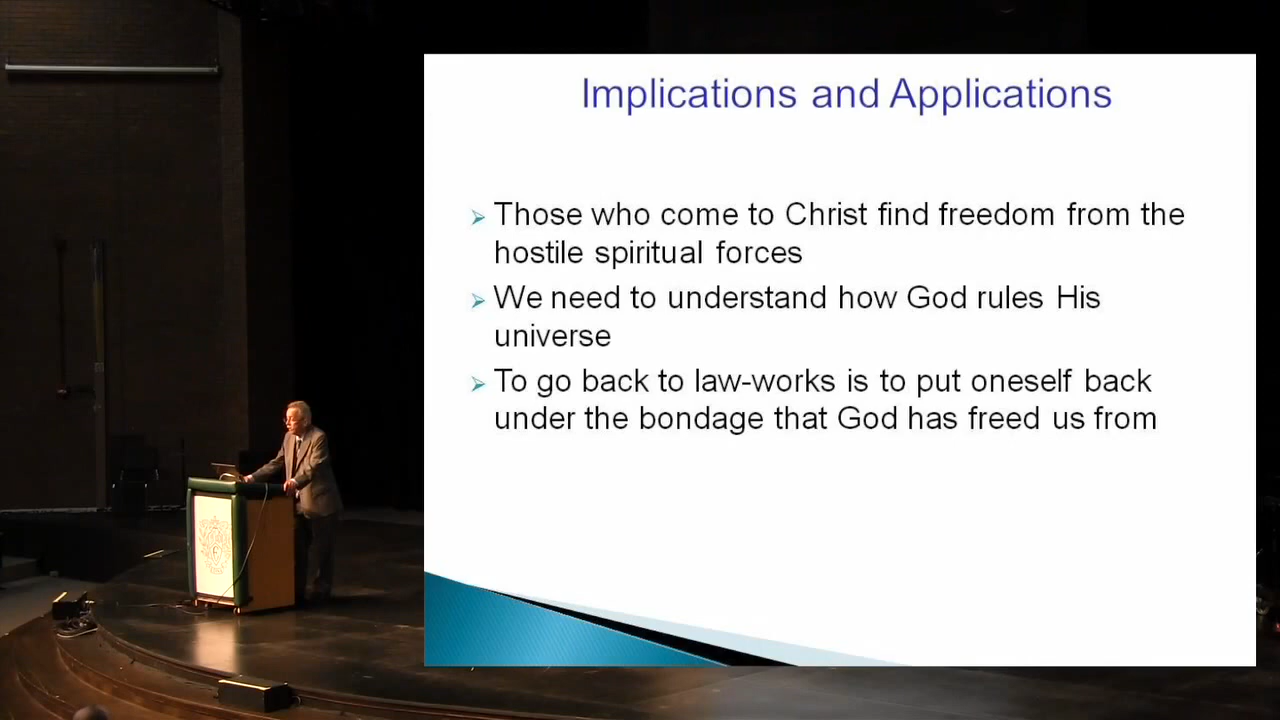 Implications and Applications
Those who come to Christ find freedom from the
hostile spiritual forces
We need to understand how God rules His
universe
To go back to law-works is to put oneself back
under the bondage that God has freed us from